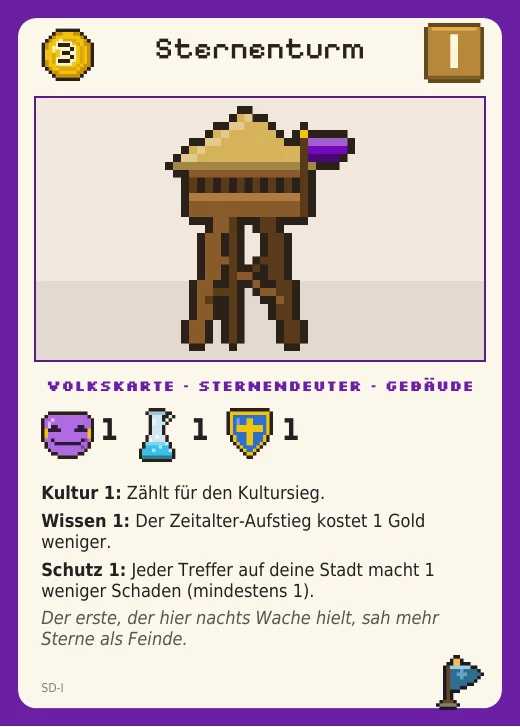 3
Sternenturm
I
VOLKSKARTE - STERNENDEUTER - GEBÄUDE
1 1 1
Kultur 1: Zählt für den Kultursieg.
Wissen 1: Der Zeitalter-Aufstieg kostet 1 Gold
weniger.
Schutz 1: Jeder Treffer auf deine Stadt macht 1
weniger Schaden (mindestens 1).
Der erste, der hier nachts Wache hielt, sah mehr
Sterne als Feinde.
SD-I